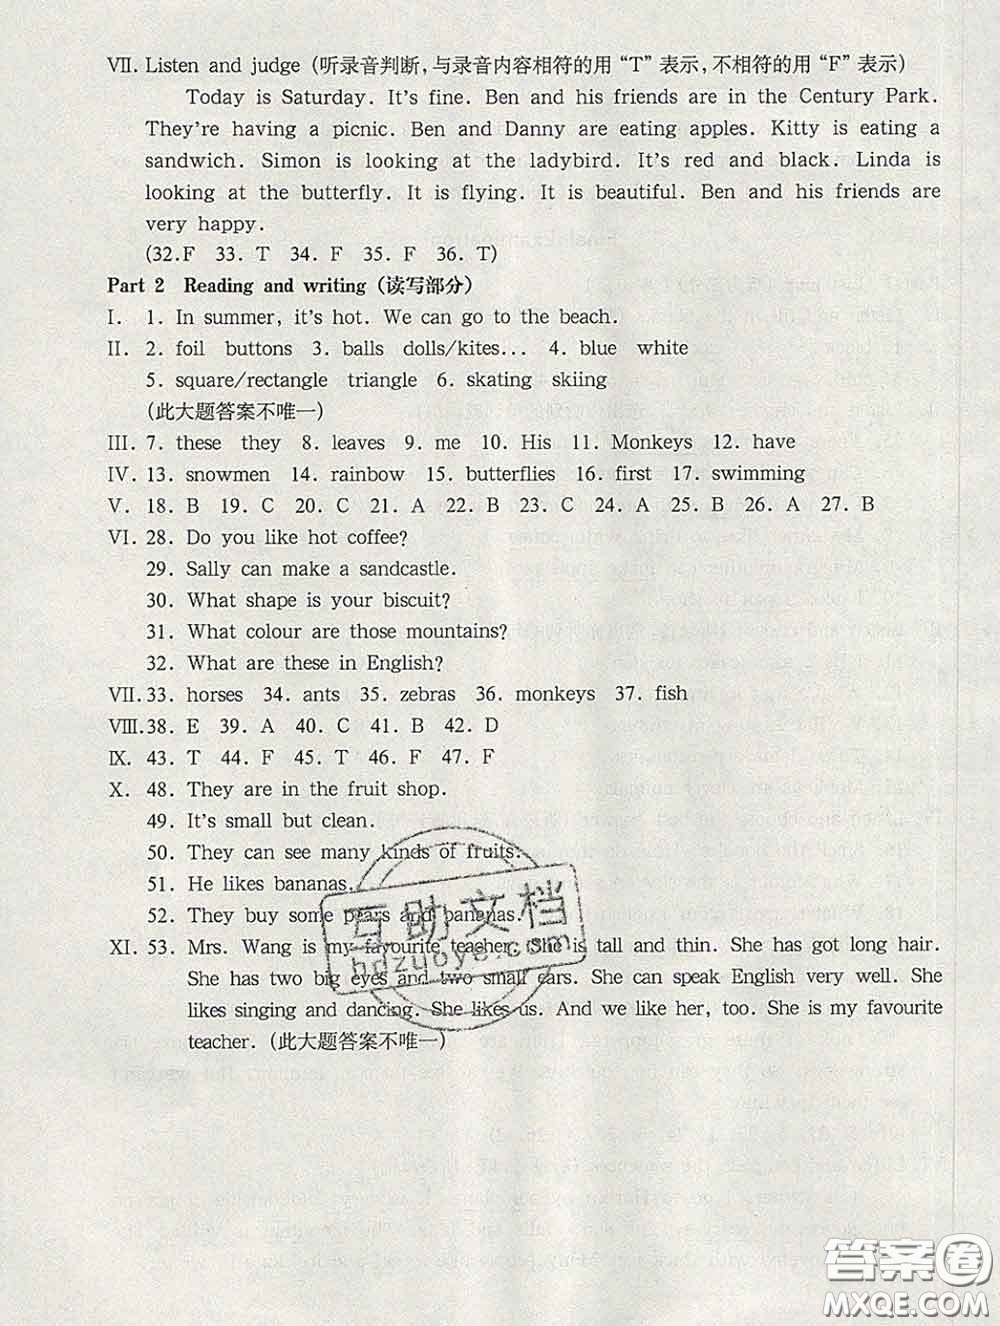 VII. Listen and judge (听录音判断,与录音内容相符的用“T”表示,不相符的用“F”表示)
Today is Saturday. It's fine. Ben and his friends are in the Century Park.
They're having a picnic. Ben and Danny are eating apples. Kitty is eating a
sandwich. Simon is looking at the ladybird. It's red and black. Linda is
looking at the butterfly. It is flying. It is beautiful. Ben and his friends are
very happy.
(32.F 33. T 34. F 35. F 36. T)
Part 2 Reading and writing (读写部分)
I. 1. In summer, it's hot. We can go to the beach.
II. 2. foil buttons 3. balls dolls/kites... 4. blue white
5. square/rectangle triangle 6. skating skiing
(此大题答案不唯一)
III. 7. these they 8. leaves 9. me 10. His 11. Monkeys 12. have
IV. 13. snowmen 14. rainbow 15. butterflies 16. first 17. swimming
V. 18. B 19. C 20. C 21. A 22. B 23. C 24. A 25. B 26. A 27. B
VI. 28. Do you like hot coffee?
29. Sally can make a sandcastle.
30. What shape is your biscuit?
31. What colour are those mountains?
32. What are these in English?
VII. 33. horses 34. ants 35. zebras 36. monkeys 37. fish
VIII. 38. E 39. A 40. C 41. B 42. D
IX. 43. T 44. F 45. T 46. F 47. F
X. 48. They are in the fruit shop.
49. It's small but clean.
50. They can see many kinds of fruits.
51. He likes bananas.
52. They buy some pears and bananas.
XI. 53. Mrs. Wang is my favourite teacher. She is tall and thin. She has got long hair.
She has two big eyes and two small ears. She can speak English very well. She
likes singing and dancing. She likes us. And we like her, too. She is my favourite
teacher. (此大题答案不唯一)
互助文档
hdzuoye.com
答案圈
MXQE.COM